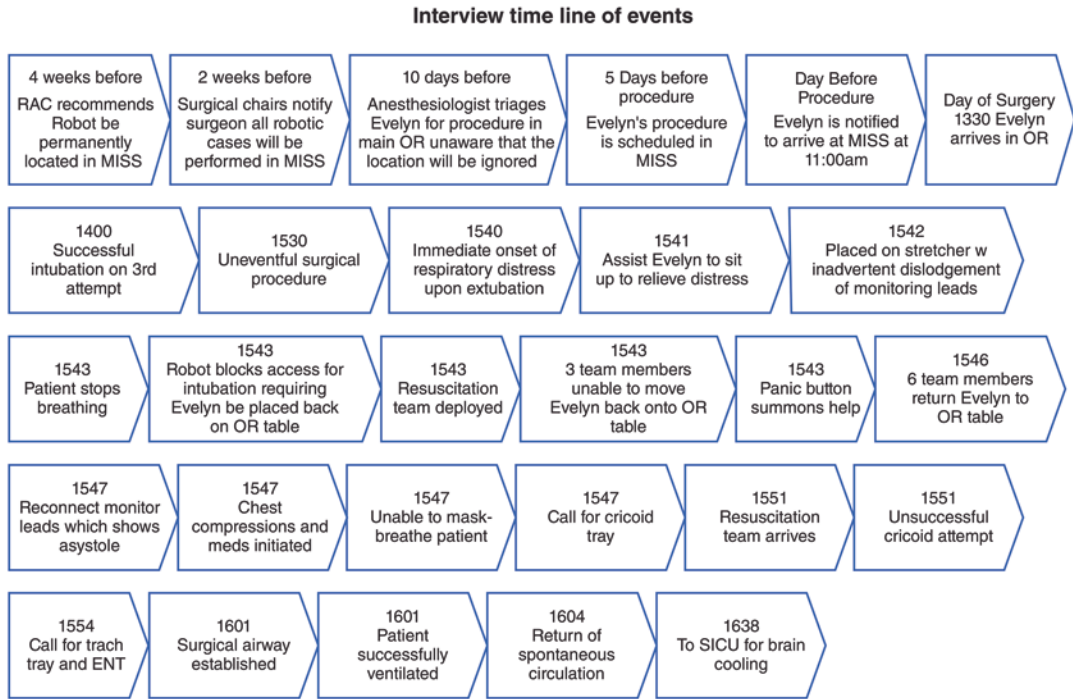 Interview time line of events
4 weeks before
RAC recommends
Robot be
permanently
located in MISS
2 weeks before
Surgical chairs notify
surgeon all robotic
cases will be
performed in MISS
10 days before
Anesthesiologist triages
Evelyn for procedure in
main OR unaware that the
location will be ignored
5 Days before
procedure
Evelyn's procedure
is scheduled in
MISS
Day Before
Procedure
Evelyn is notified
to arrive at MISS at
11:00am
Day of Surgery
1330 Evelyn
arrives in OR
1400
Successful
intubation on 3rd
attempt
1530
Uneventful surgical
procedure
1540
Immediate onset of
respiratory distress
upon extubation
1541
Assist Evelyn to sit
up to relieve distress
1542
Placed on stretcher w
inadvertent dislodgement
of monitoring leads
1543
Patient stops
breathing
1543
Robot blocks access for
intubation requiring
Evelyn be placed back
on OR table
1543
Resuscitation
team deployed
1543
3 team members
unable to move
Evelyn back onto OR
table
1543
Panic button
summons help
1546
6 team members
return Evelyn to
OR table
1547
Reconnect monitor
leads which shows
asystole
1547
Chest
compressions and
meds initiated
1547
Unable to mask-
breathe patient
1547
Call for cricoid
tray
1551
Resuscitation
team arrives
1551
Unsuccessful
cricoid attempt
1554
Call for trach
tray and ENT
1601
Surgical airway
established
1601
Patient
successfully
ventilated
1604
Return of
spontaneous
circulation
1638
To SICU for brain
cooling